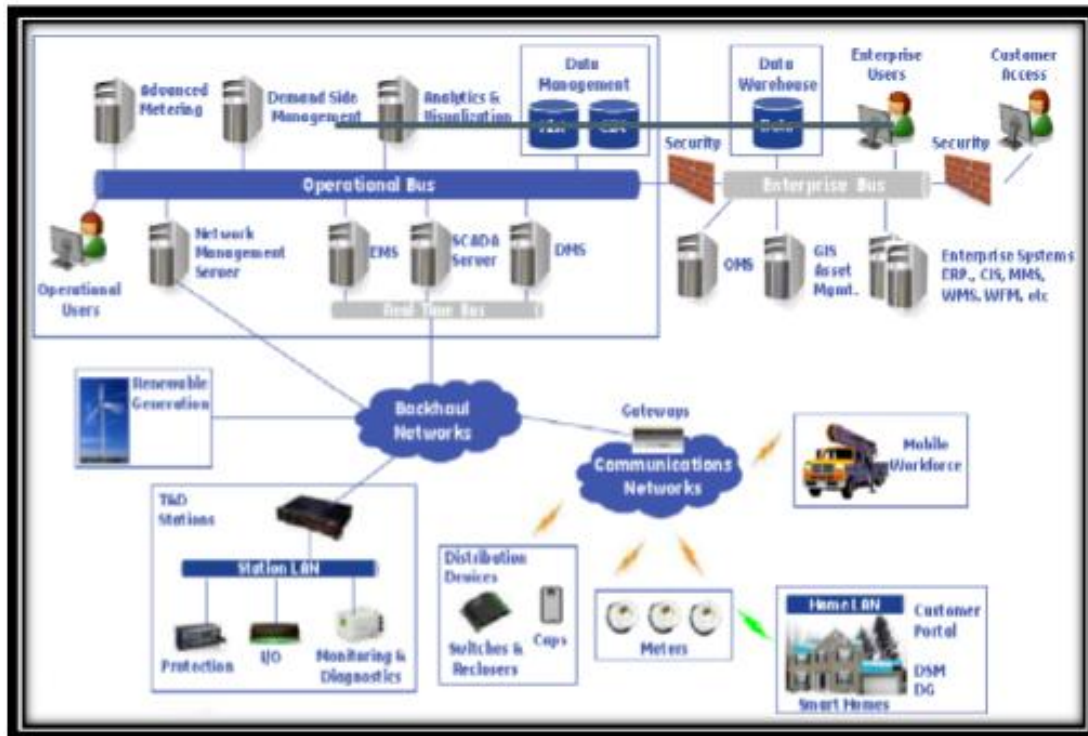 Data
Management
Data
Warehouse
Enterprise
Users
Customer
Access
Advanced
Metering
Demand Side
Management
Analytics &
Visualization
Security
Security
Operational Bus
Enterprise Bus
Operational
Users
Network
Management
Server
EMS
SCADA
Server
DMS
OMS
GIS
Asset
Mgmt.
Enterprise Systems
ERP., CIS, MMS,
WMS, WFM, etc
Real Time Bus
Renewable
Generation
Backhaul
Networks
Gateways
Communications
Networks
Mobile
Workforce
T&D
Stations
Station LAN
Protection
I/O
Monitoring &
Diagnostics
Distribution
Devices
Switches &
Reclosers
Caps
Meters
Home LAN
Customer
Portal
DSM
DG
Smart Homes